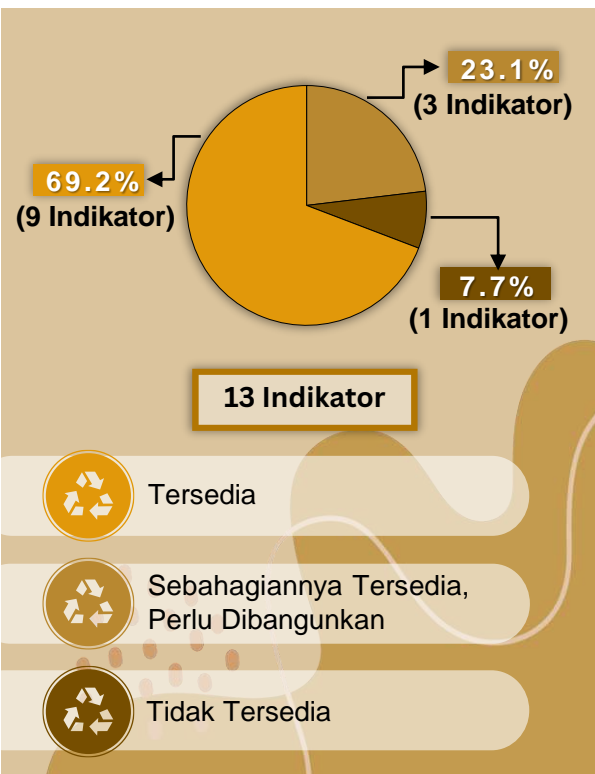 23.1%
(3 Indikator)
69.2%
(9 Indikator)
7.7%
(1 Indikator)
13 Indikator
Tersedia
Sebahagiannya Tersedia,
Perlu Dibangunkan
Tidak Tersedia